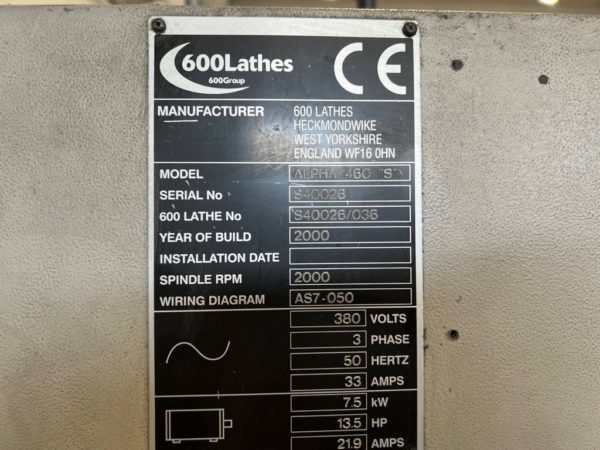 600Lathes
600Group
CE
MANUFACTURER 600 LATHES
HECKMONDWIKE
WEST YORKSHIRE
ENGLAND WF16 0HN
MODEL ALPHA 460 "S"
SERIAL No S40026
600 LATHE No S40026/036
YEAR OF BUILD 2000
INSTALLATION DATE
SPINDLE RPM 2000
WIRING DIAGRAM AS7-050
380 VOLTS
3 PHASE
50 HERTZ
33 AMPS
7.5 kW
13.5 HP
21.9 AMPS